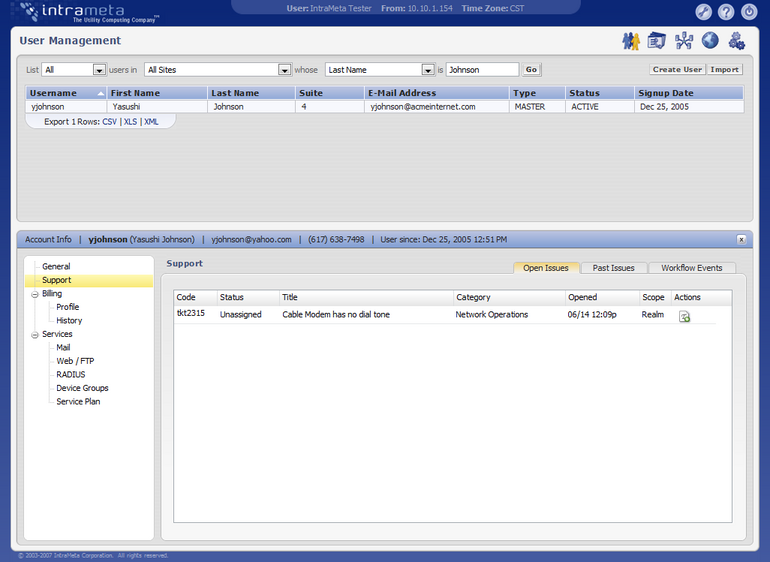 intrameta
The Utility Computing Company™
User: IntraMeta Tester From: 10.10.1.154 Time Zone: CST
User Management
List All users in All Sites whose Last Name is Johnson Go Create User Import
Username First Name Last Name Suite E-Mail Address Type Status Signup Date
yjohnson Yasushi Johnson 4 yjohnson@acmeinternet.com MASTER ACTIVE Dec 25, 2005
Export 1 Rows: CSV | XLS | XML
Account Info | yjohnson (Yasushi Johnson) | yjohnson@yahoo.com | (617) 638-7498 | User since: Dec 25, 2005 12:51 PM x
General
Support
Billing
Profile
History
Services
Mail
Web / FTP
RADIUS
Device Groups
Service Plan
Support
Open Issues Past Issues Workflow Events
Code Status Title Category Opened Scope Actions
tkt2315 Unassigned Cable Modem has no dial tone Network Operations 06/14 12:09p Realm
© 2003-2007 IntraMeta Corporation. All rights reserved.